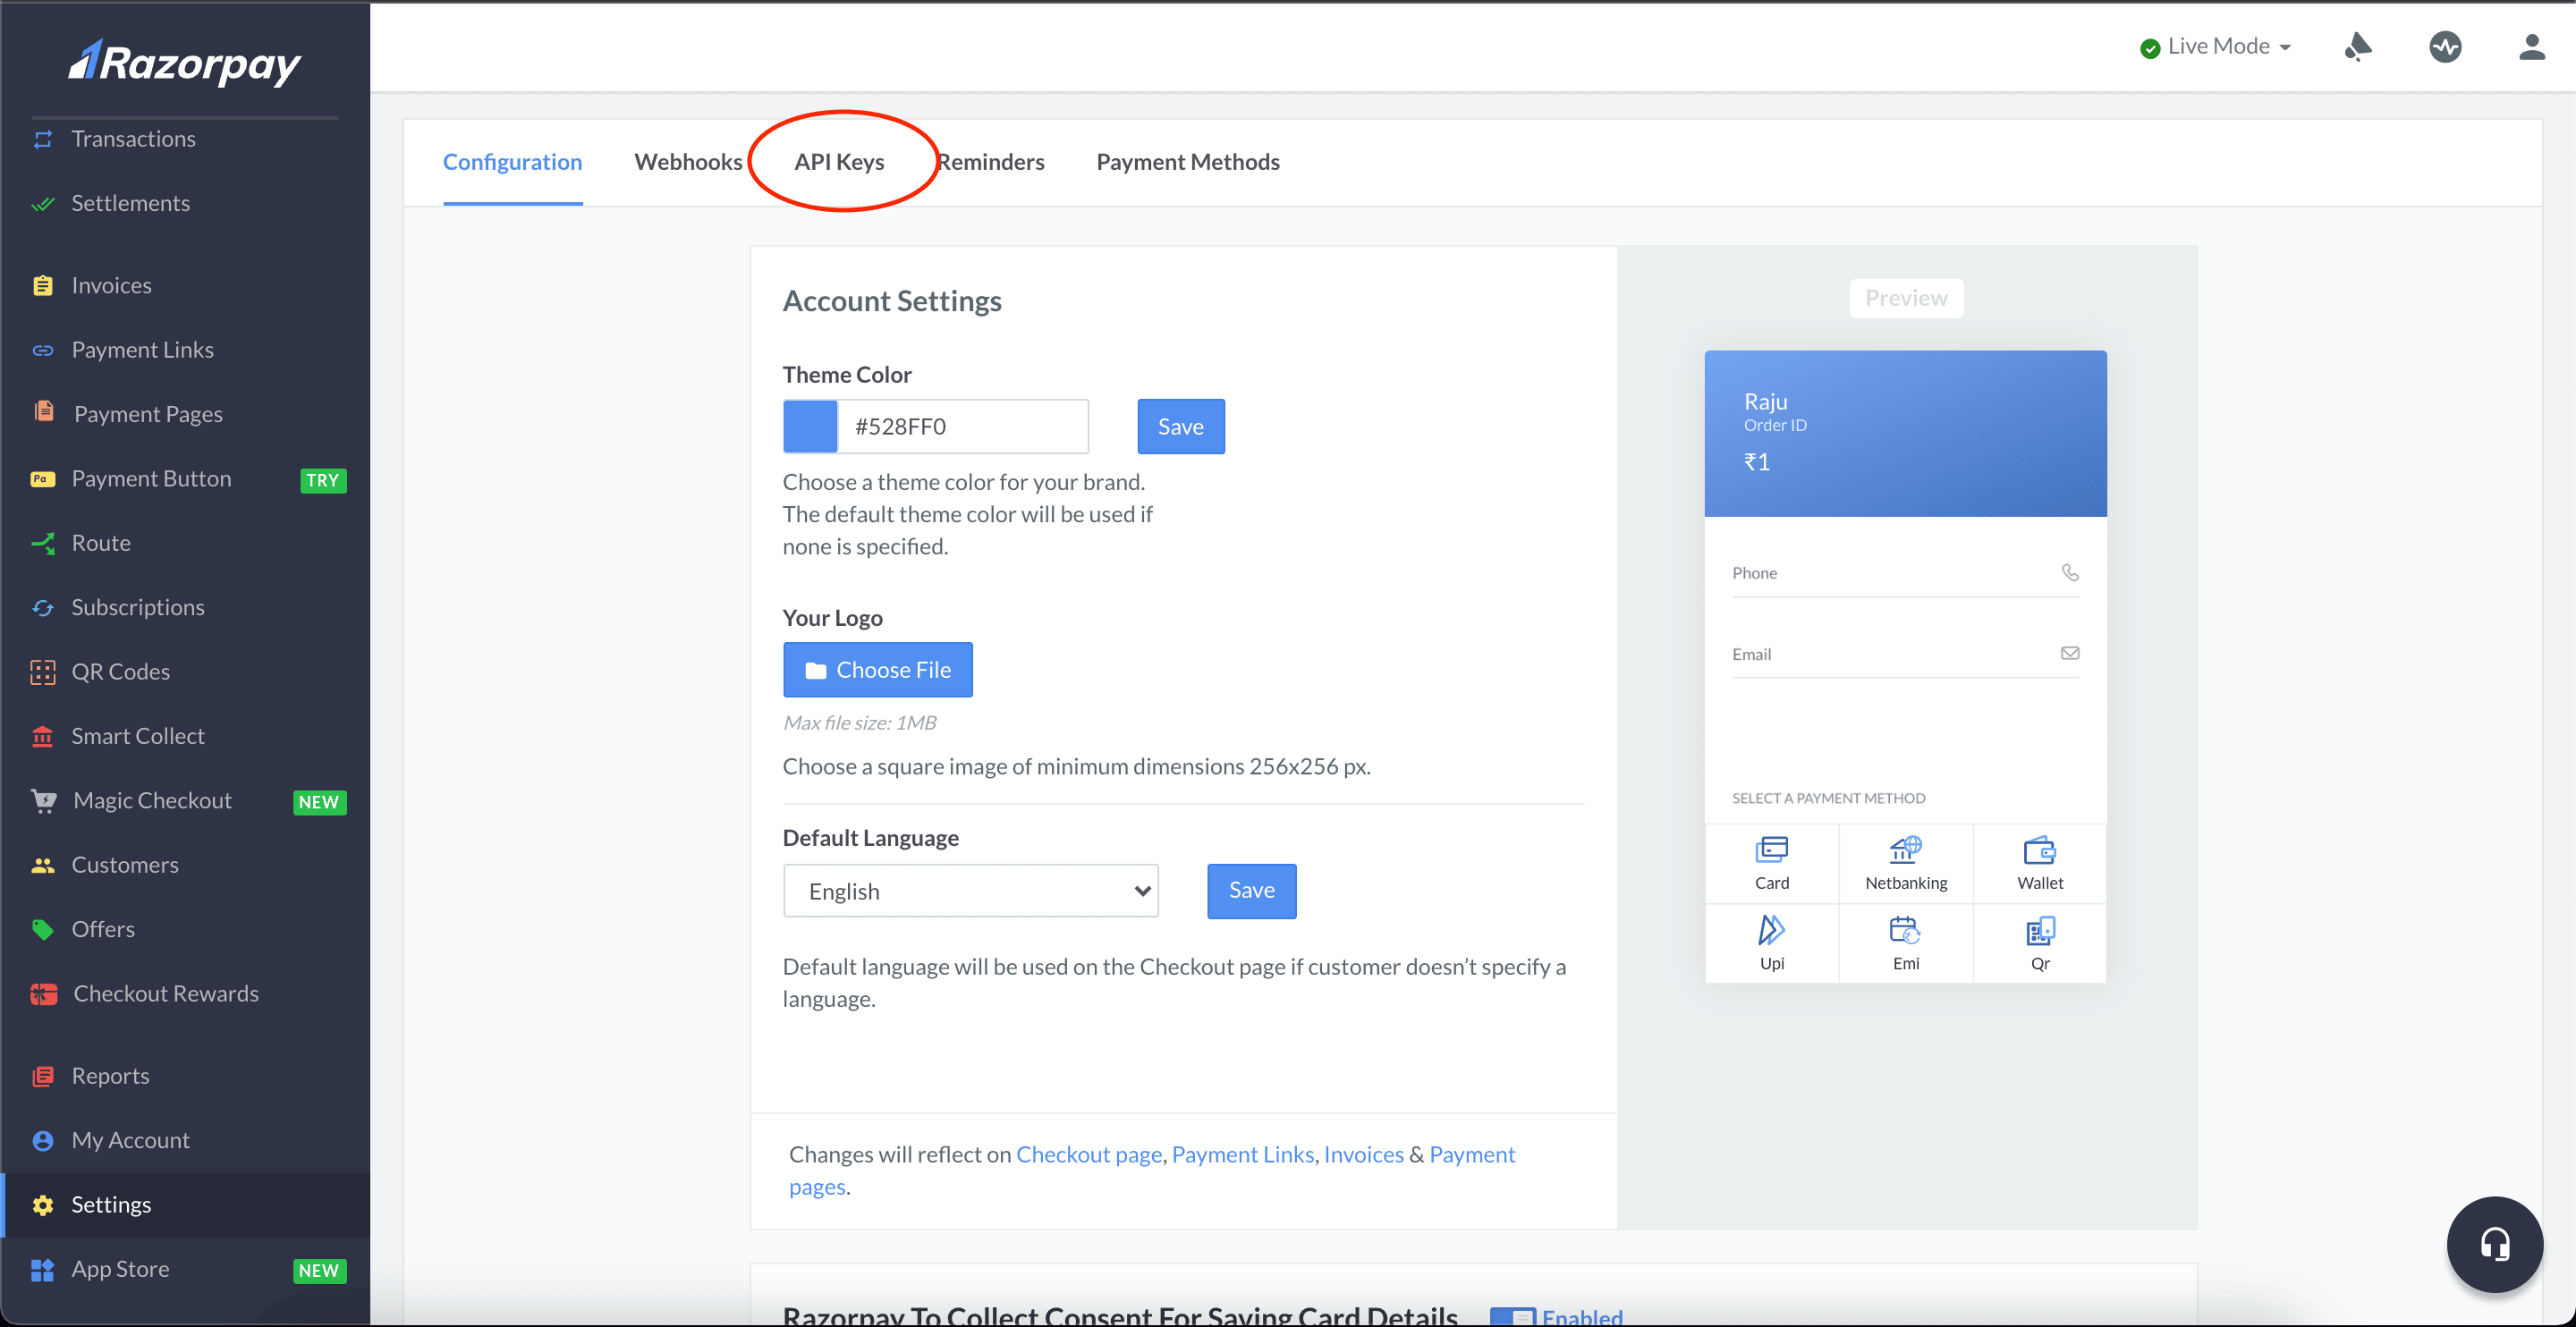 Razorpay
Live Mode
Transactions
Settlements
Invoices
Payment Links
Payment Pages
Pa
Payment Button
TRY
Route
Subscriptions
QR Codes
Smart Collect
Magic Checkout
NEW
Customers
Offers
Checkout Rewards
Reports
My Account
Settings
App Store
NEW
Configuration
Webhooks
API Keys
Reminders
Payment Methods
Account Settings
Theme Color
#528FF0
Save
Choose a theme color for your brand.
The default theme color will be used if
none is specified.
Your Logo
Choose File
Max file size: 1MB
Choose a square image of minimum dimensions 256x256 px.
Default Language
English
Save
Default language will be used on the Checkout page if customer doesn’t specify a
language.
Changes will reflect on Checkout page, Payment Links, Invoices & Payment
pages.
Preview
Raju
Order ID
₹1
Phone
Email
SELECT A PAYMENT METHOD
Card
Netbanking
Wallet
Upi
Emi
Qr
Razorpay To Collect Consent For Saving Card Details
Enabled